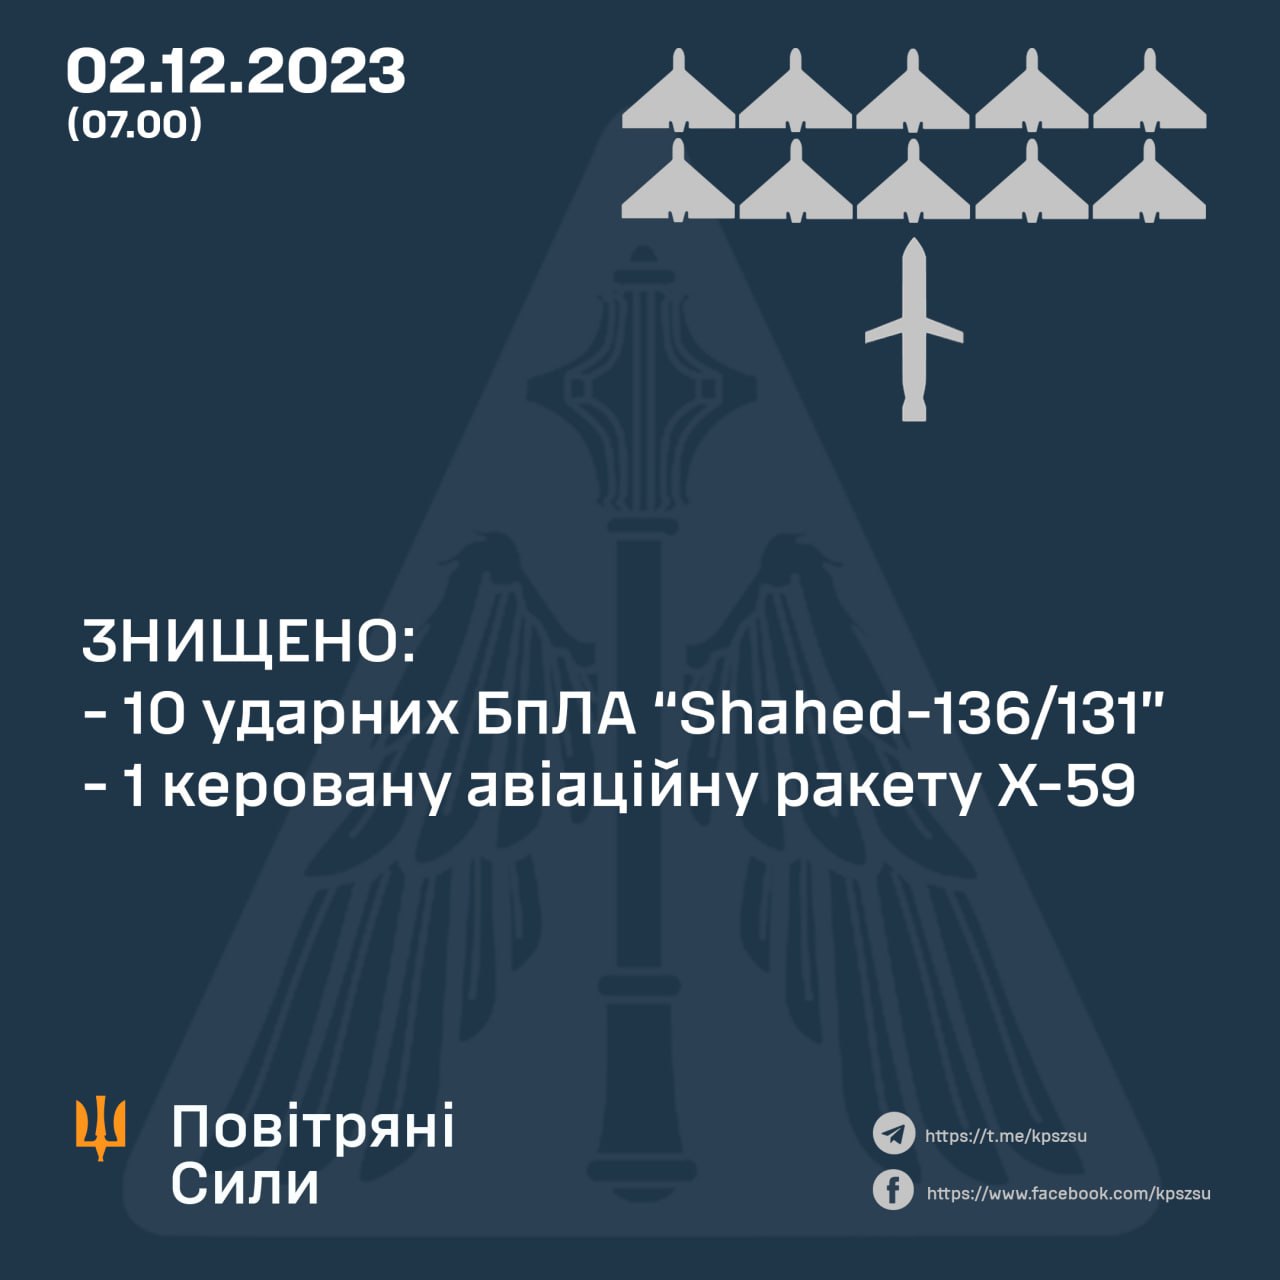 02.12.2023
(07.00)
ЗНИЩЕНО:
- 10 ударних БпЛА “Shahed-136/131”
- 1 керовану авіаційну ракету Х-59
Повітряні
Сили
https://t.me/kpszsu
https://www.facebook.com/kpszsu